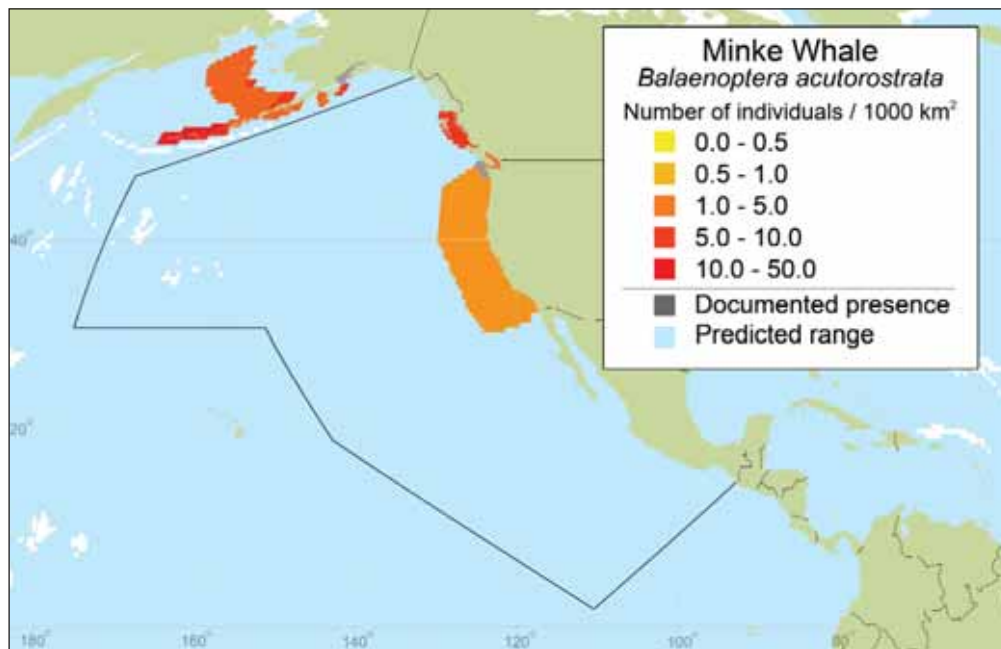 Minke Whale
Balaenoptera acutorostrata
Number of individuals / 1000 km²
0.0 - 0.5
0.5 - 1.0
1.0 - 5.0
5.0 - 10.0
10.0 - 50.0
Documented presence
Predicted range
40°
20°
180° 160° 140° 120° 100° 80